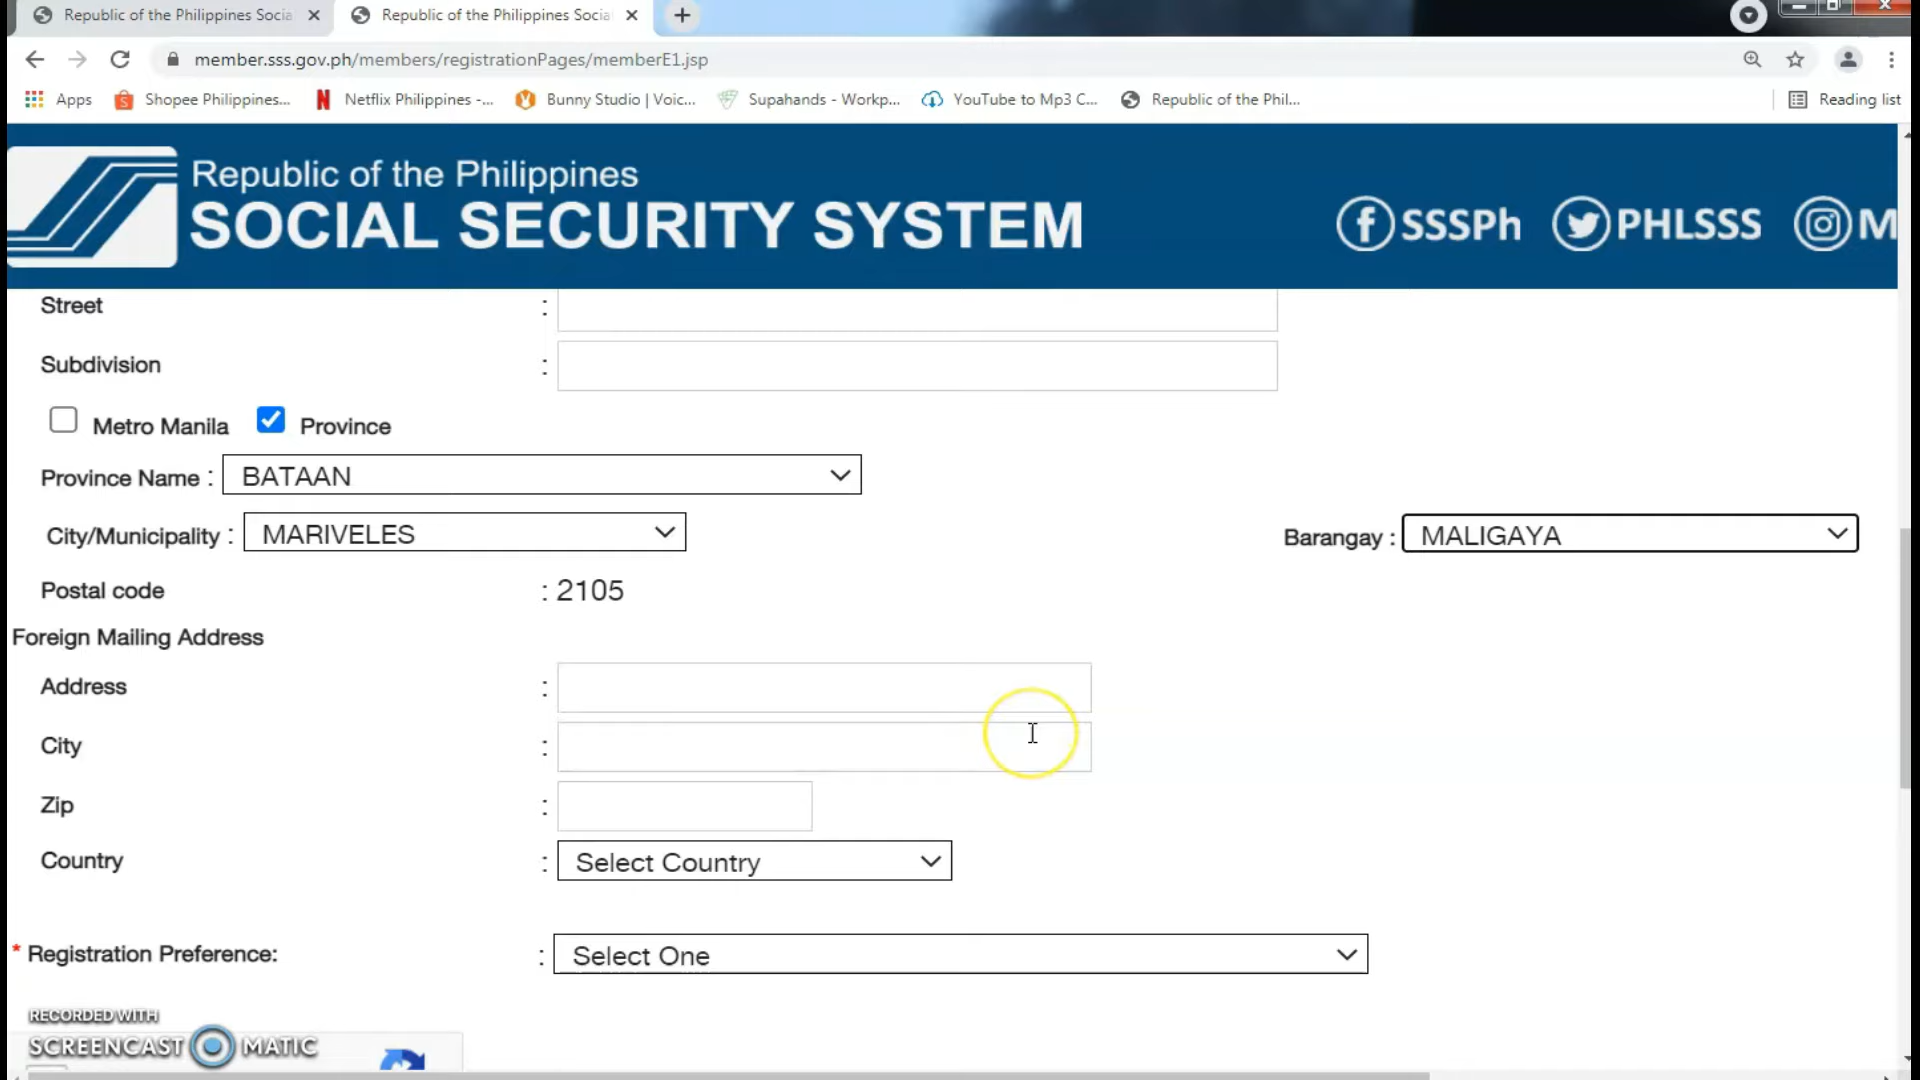 Republic of the Philippines Socia
Republic of the Philippines Socia
member.sss.gov.ph/members/registrationPages/memberE1.jsp
Apps
Shopee Philippines...
Netflix Philippines -...
Bunny Studio | Voic...
Supahands - Workp...
YouTube to Mp3 C...
Republic of the Phil...
Reading list
Republic of the Philippines
SOCIAL SECURITY SYSTEM
SSSPh
PHLSSS
M
Street :
Subdivision :
Metro Manila
Province
Province Name : BATAAN
City/Municipality : MARIVELES
Barangay : MALIGAYA
Postal code : 2105
Foreign Mailing Address
Address :
City :
Zip :
Country : Select Country
* Registration Preference: : Select One
RECORDED WITH
SCREENCAST MATIC